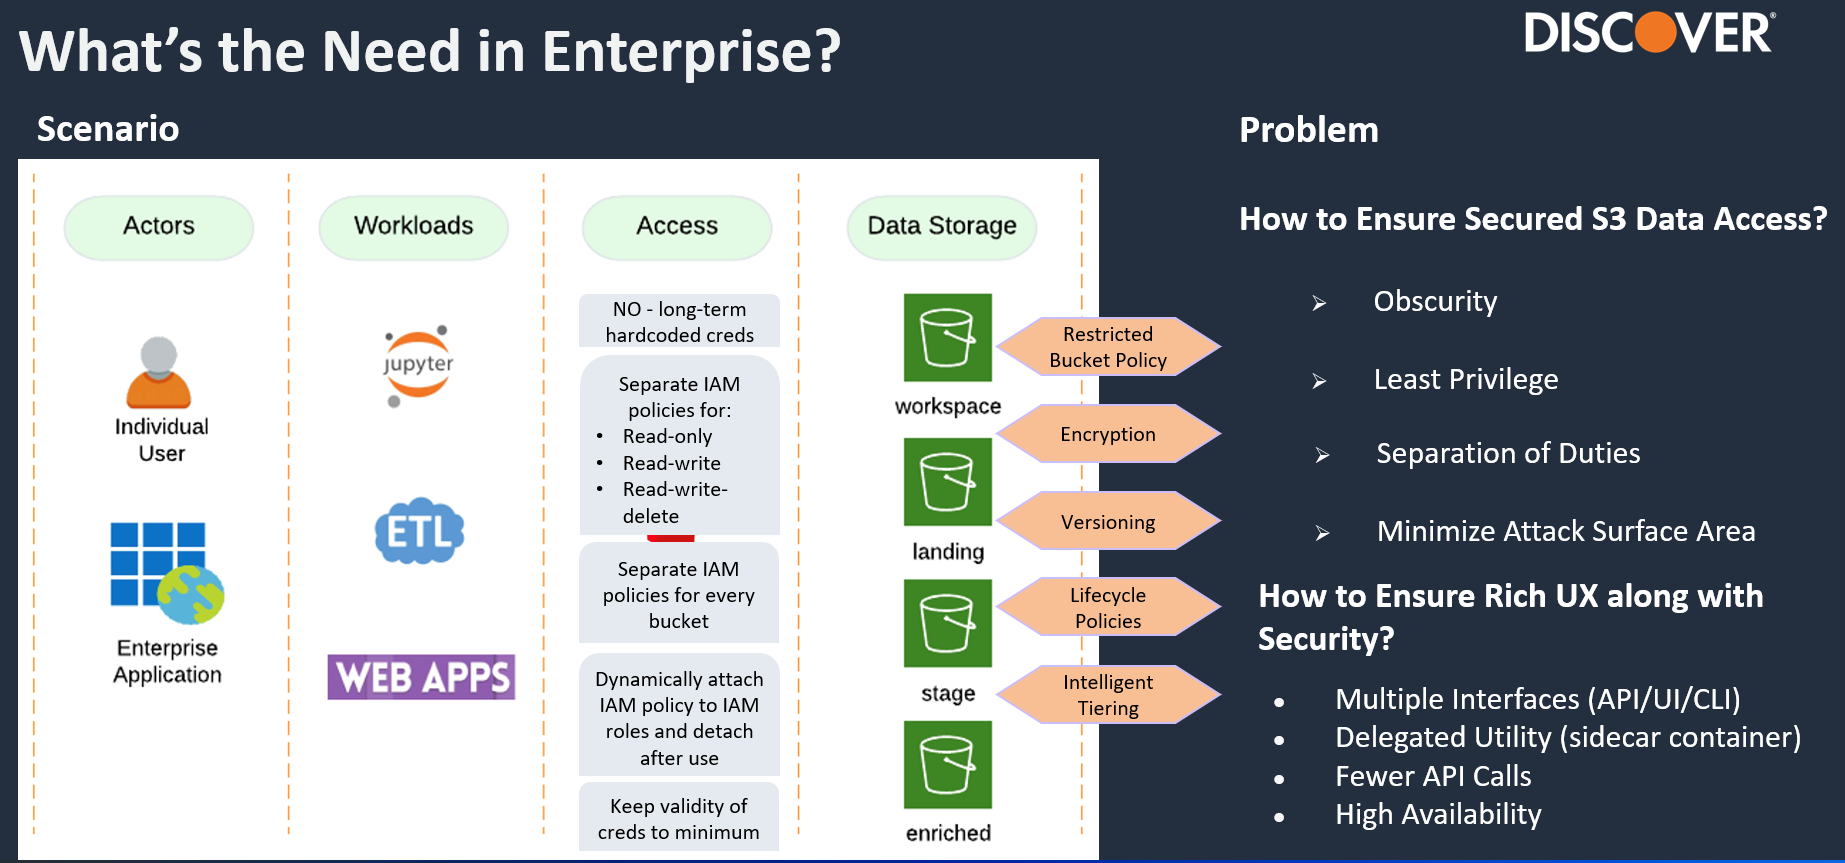 What's the Need in Enterprise?
DISCOVER®
Scenario
Actors
Individual
User
Enterprise
Application
Workloads
jupyter
ETL
WEB APPS
Access
NO - long-term
hardcoded creds
Separate IAM
policies for:
• Read-only
• Read-write
• Read-write-
delete
Separate IAM
policies for every
bucket
Dynamically attach
IAM policy to IAM
roles and detach
after use
Keep validity of
creds to minimum
Data Storage
workspace
landing
stage
enriched
Restricted
Bucket Policy
Encryption
Versioning
Lifecycle
Policies
Intelligent
Tiering
Problem
How to Ensure Secured S3 Data Access?
➢ Obscurity
➢ Least Privilege
➢ Separation of Duties
➢ Minimize Attack Surface Area
How to Ensure Rich UX along with
Security?
• Multiple Interfaces (API/UI/CLI)
• Delegated Utility (sidecar container)
• Fewer API Calls
• High Availability